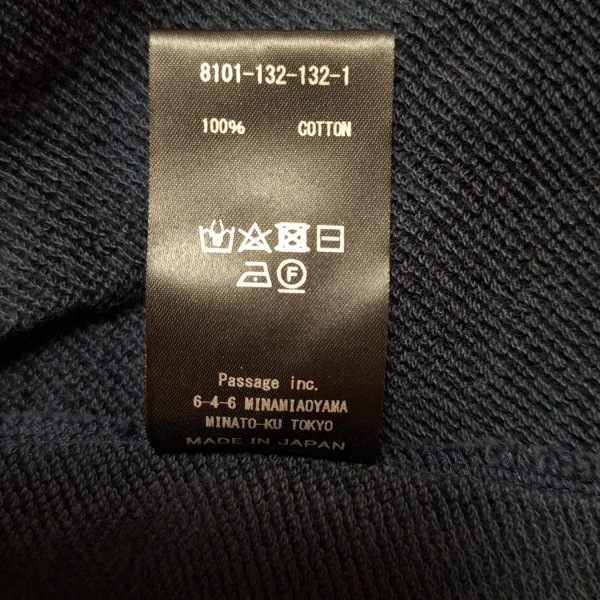 8101-132-132-1
100% COTTON
F
Passage inc.
6-4-6 MINAMIAOYAMA
MINATO-KU TOKYO
MADE IN JAPAN